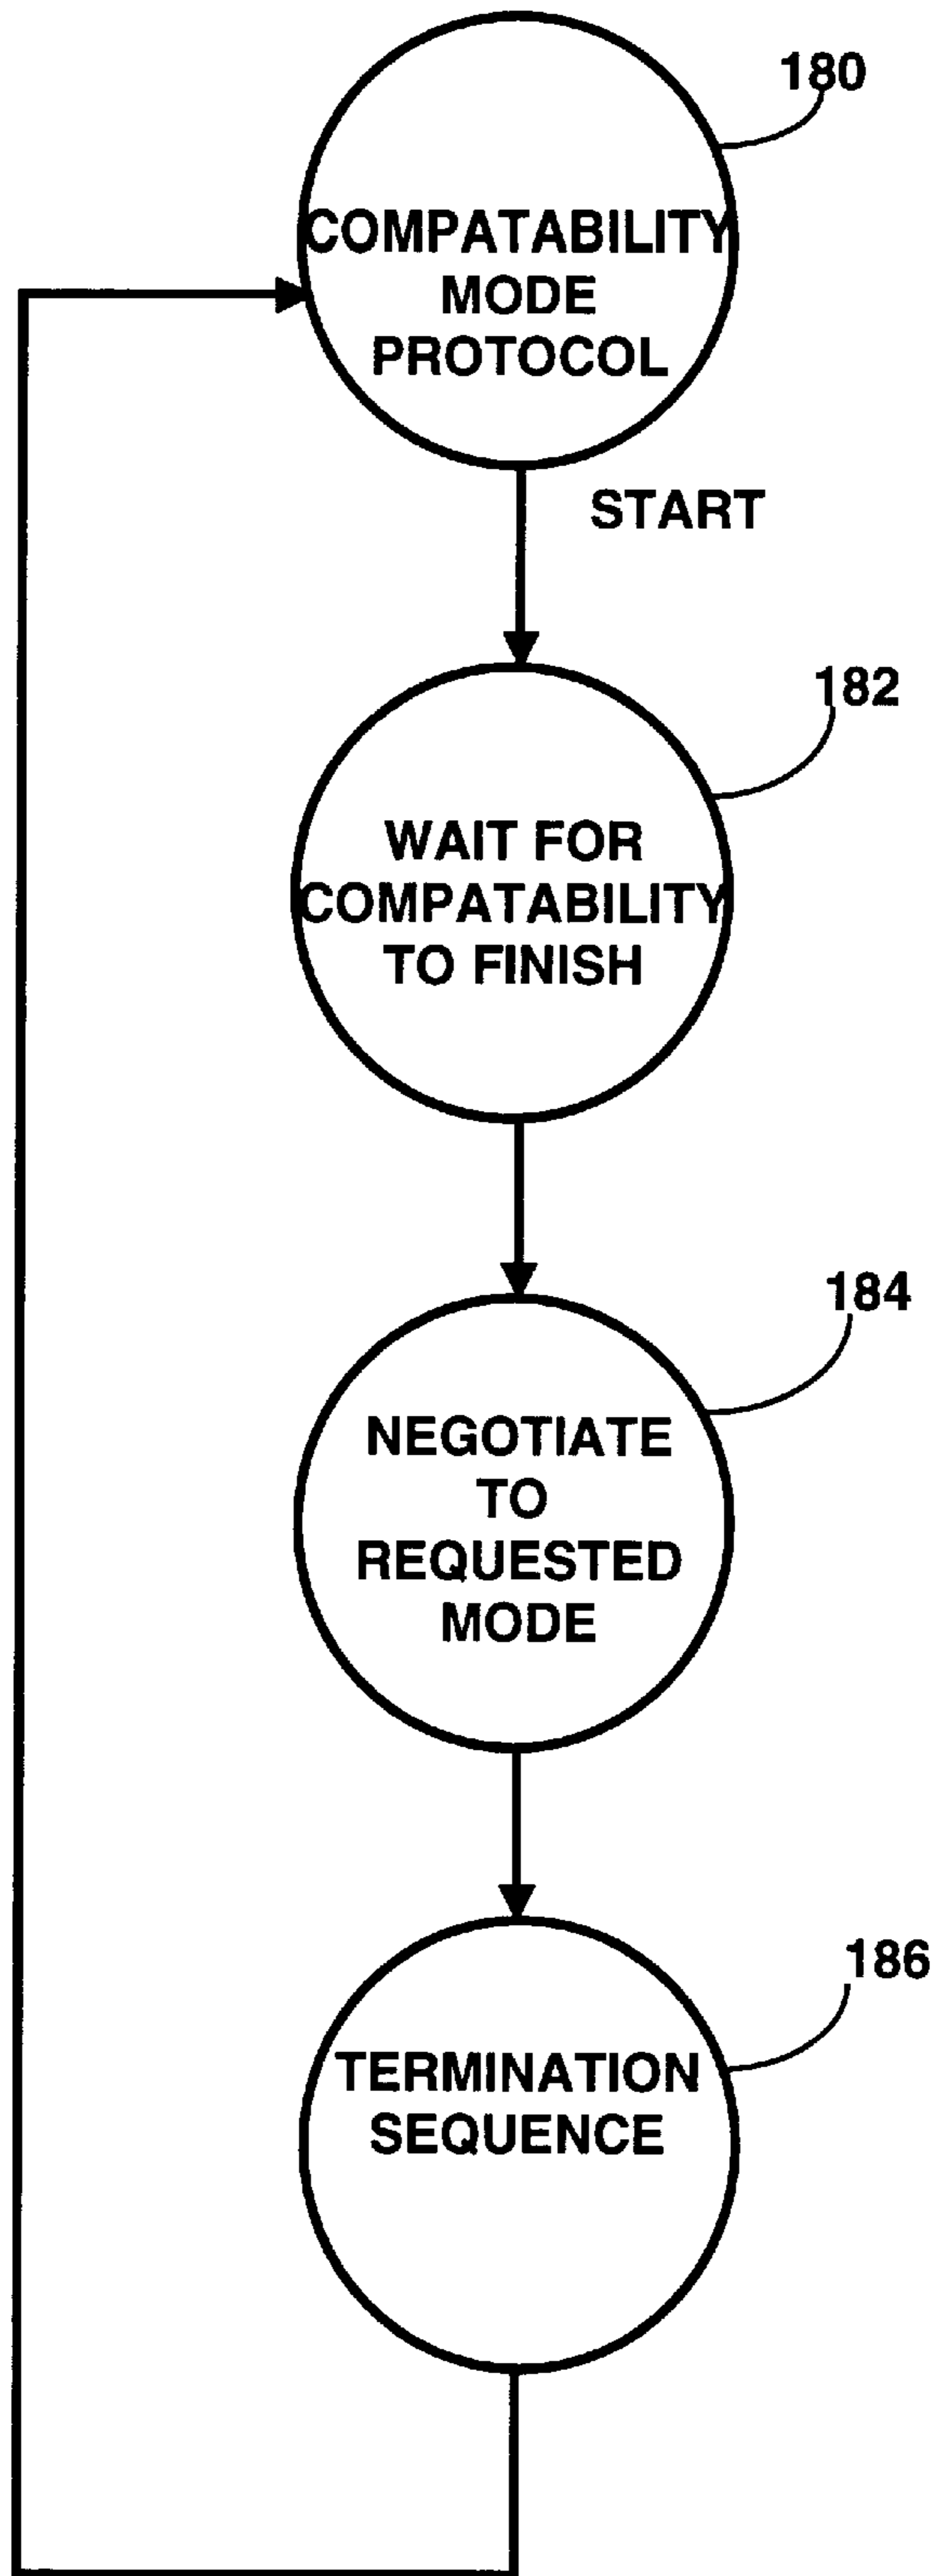 180
COMPATABILITY
MODE
PROTOCOL
START
182
WAIT FOR
COMPATABILITY
TO FINISH
184
NEGOTIATE
TO
REQUESTED
MODE
186
TERMINATION
SEQUENCE